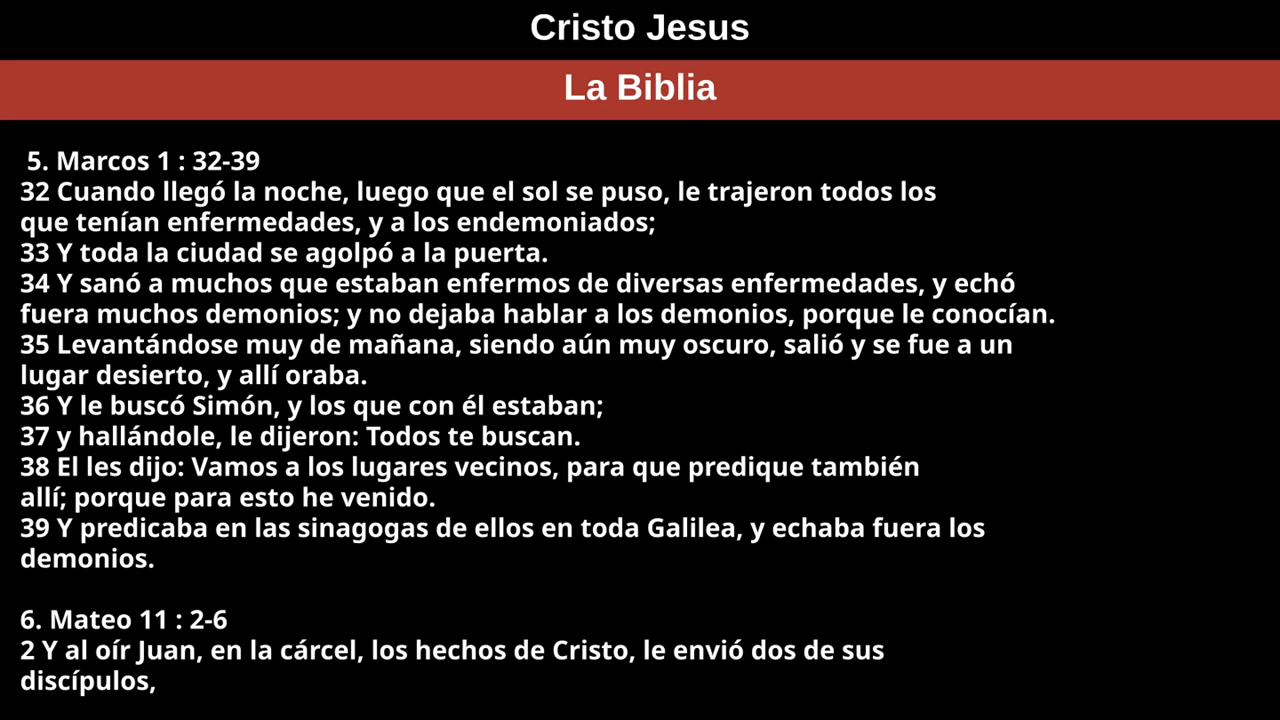 Cristo Jesus
La Biblia
5. Marcos 1 : 32-39
32 Cuando llegó la noche, luego que el sol se puso, le trajeron todos los
que tenían enfermedades, y a los endemoniados;
33 Y toda la ciudad se agolpó a la puerta.
34 Y sanó a muchos que estaban enfermos de diversas enfermedades, y echó
fuera muchos demonios; y no dejaba hablar a los demonios, porque le conocían.
35 Levantándose muy de mañana, siendo aún muy oscuro, salió y se fue a un
lugar desierto, y allí oraba.
36 Y le buscó Simón, y los que con él estaban;
37 y hallándole, le dijeron: Todos te buscan.
38 El les dijo: Vamos a los lugares vecinos, para que predique también
allí; porque para esto he venido.
39 Y predicaba en las sinagogas de ellos en toda Galilea, y echaba fuera los
demonios.
6. Mateo 11 : 2-6
2 Y al oír Juan, en la cárcel, los hechos de Cristo, le envió dos de sus
discípulos,